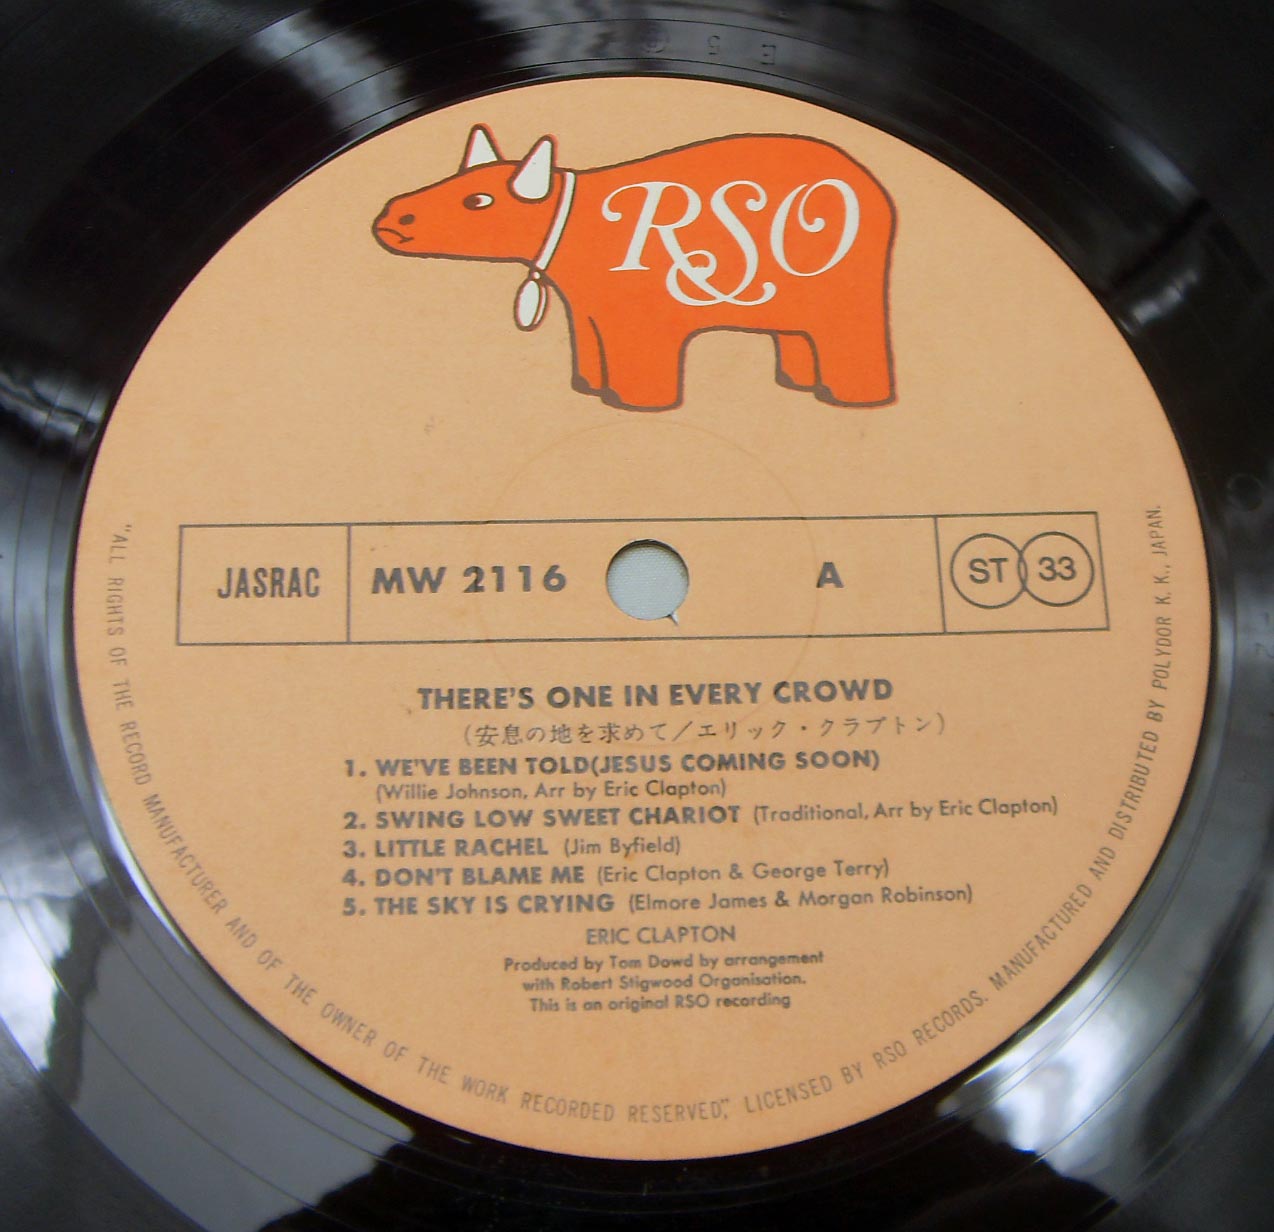 RSO
JASRAC
MW 2116
A
ST 33
THERE'S ONE IN EVERY CROWD
(安息の地を求めて／エリック・クラプトン)
1. WE'VE BEEN TOLD(JESUS COMING SOON)
(Willie Johnson, Arr by Eric Clapton)
2. SWING LOW SWEET CHARIOT (Traditional, Arr by Eric Clapton)
3. LITTLE RACHEL (Jim Byfield)
4. DON'T BLAME ME (Eric Clapton & George Terry)
5. THE SKY IS CRYING (Elmore James & Morgan Robinson)
ERIC CLAPTON
Produced by Tom Dowd by arrangement
with Robert Stigwood Organisation.
This is an original RSO recording
"ALL RIGHTS OF THE RECORD MANUFACTURER AND OF THE OWNER OF THE WORK RECORDED RESERVED", LICENSED BY RSO RECORDS. MANUFACTURED AND DISTRIBUTED BY POLYDOR K. K., JAPAN.